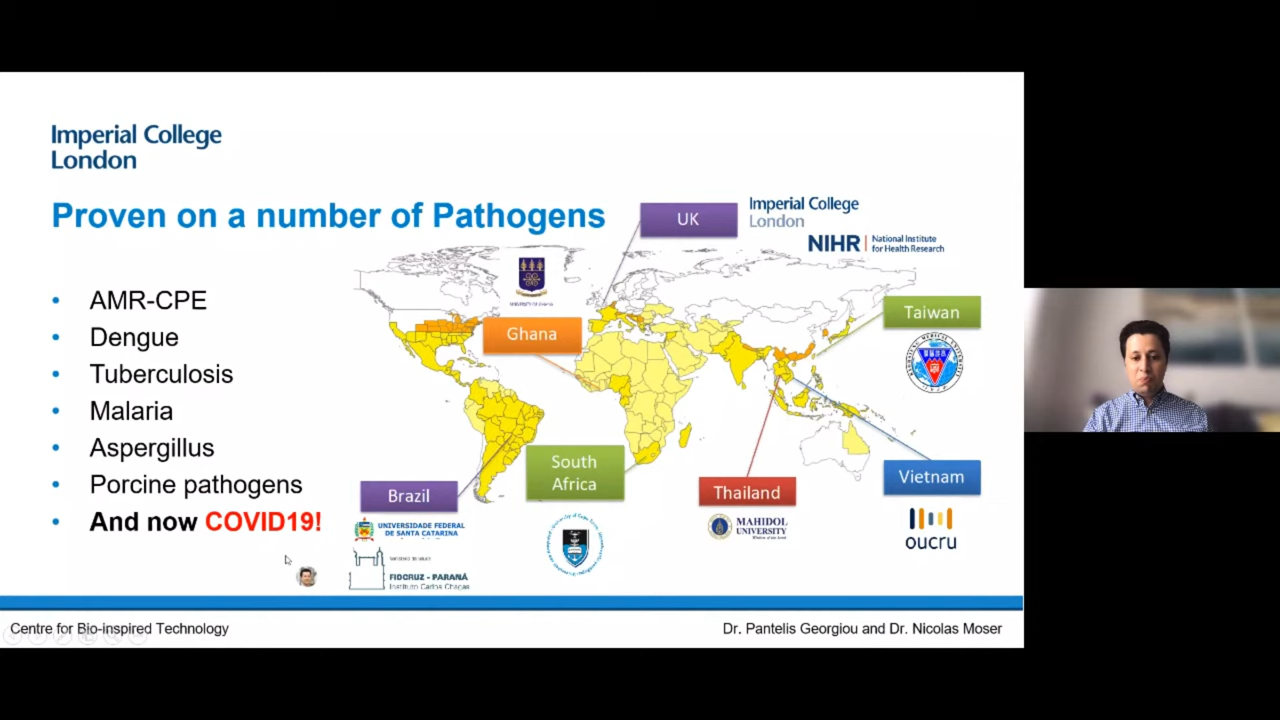 Imperial College
London
Proven on a number of Pathogens
AMR-CPE
Dengue
Tuberculosis
Malaria
Aspergillus
Porcine pathogens
And now COVID19!
UK
Imperial College
London
NIHR
National Institute
for Health Research
Ghana
Taiwan
South
Africa
Brazil
UNIVERSIDADE FEDERAL
DE SANTA CATARINA
FIOCRUZ - PARANÁ
Instituto Carlos Chagas
Thailand
MAHIDOL
UNIVERSITY
Vietnam
oucru
Centre for Bio-inspired Technology
Dr. Pantelis Georgiou and Dr. Nicolas Moser